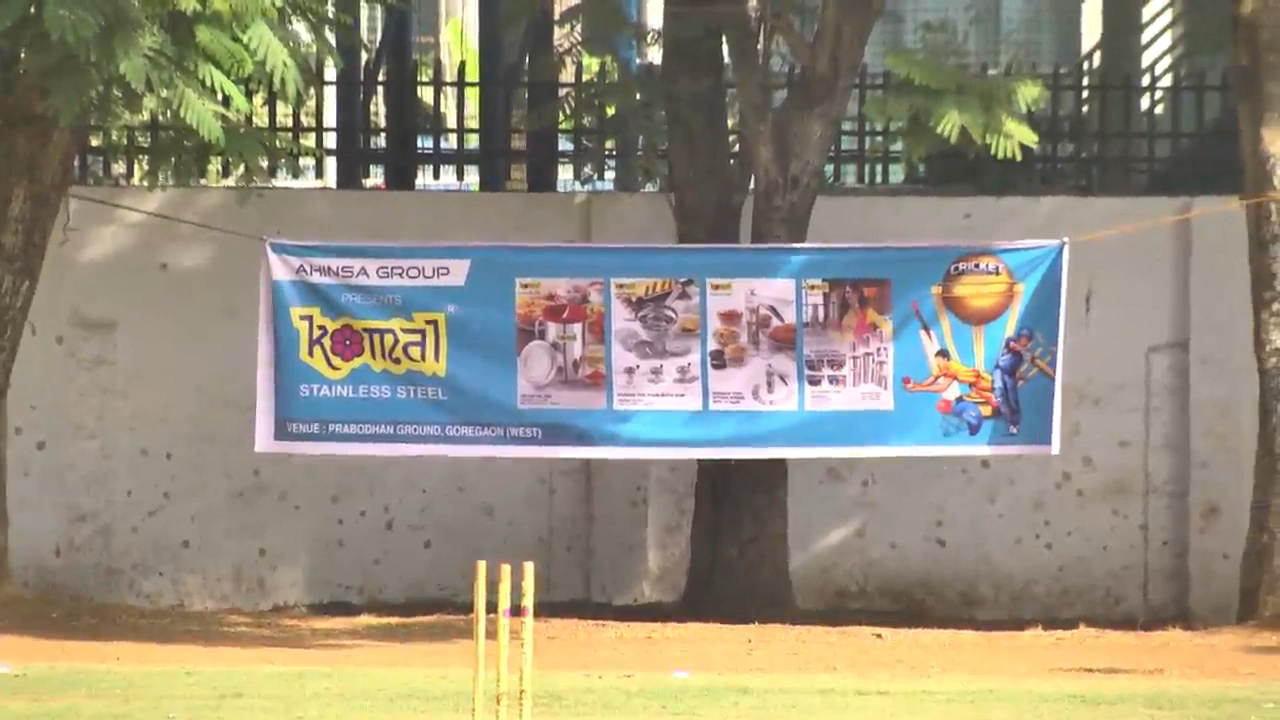 AHINSA GROUP
PRESENTS
komal®
STAINLESS STEEL
VENUE : PRABODHAN GROUND, GOREGAON (WEST)
CRICKET